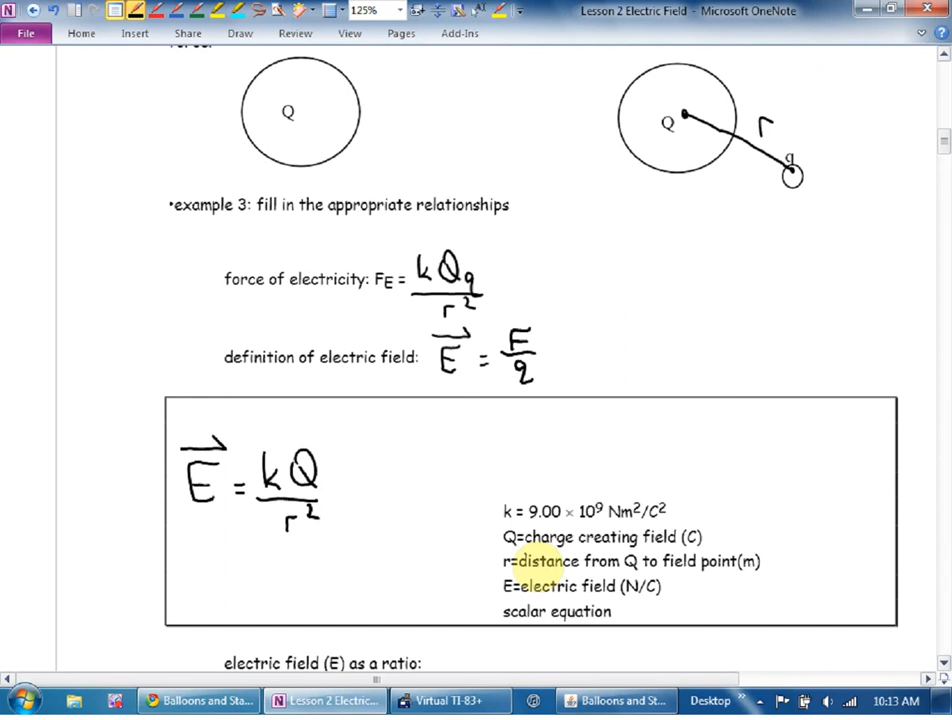 125%
Lesson 2 Electric Field - Microsoft OneNote
File Home Insert Share Draw Review View Pages Add-Ins
Q
Q r
q
•example 3: fill in the appropriate relationships
force of electricity: FE = kQq/r²
definition of electric field: E⃗ = F/q
E⃗ = kQ/r²
k = 9.00 × 10⁹ Nm²/C²
Q=charge creating field (C)
r=distance from Q to field point(m)
E=electric field (N/C)
scalar equation
electric field (E) as a ratio:
Balloons and Sta... Lesson 2 Electric... Virtual TI-83+ Balloons and St... Desktop » 10:13 AM